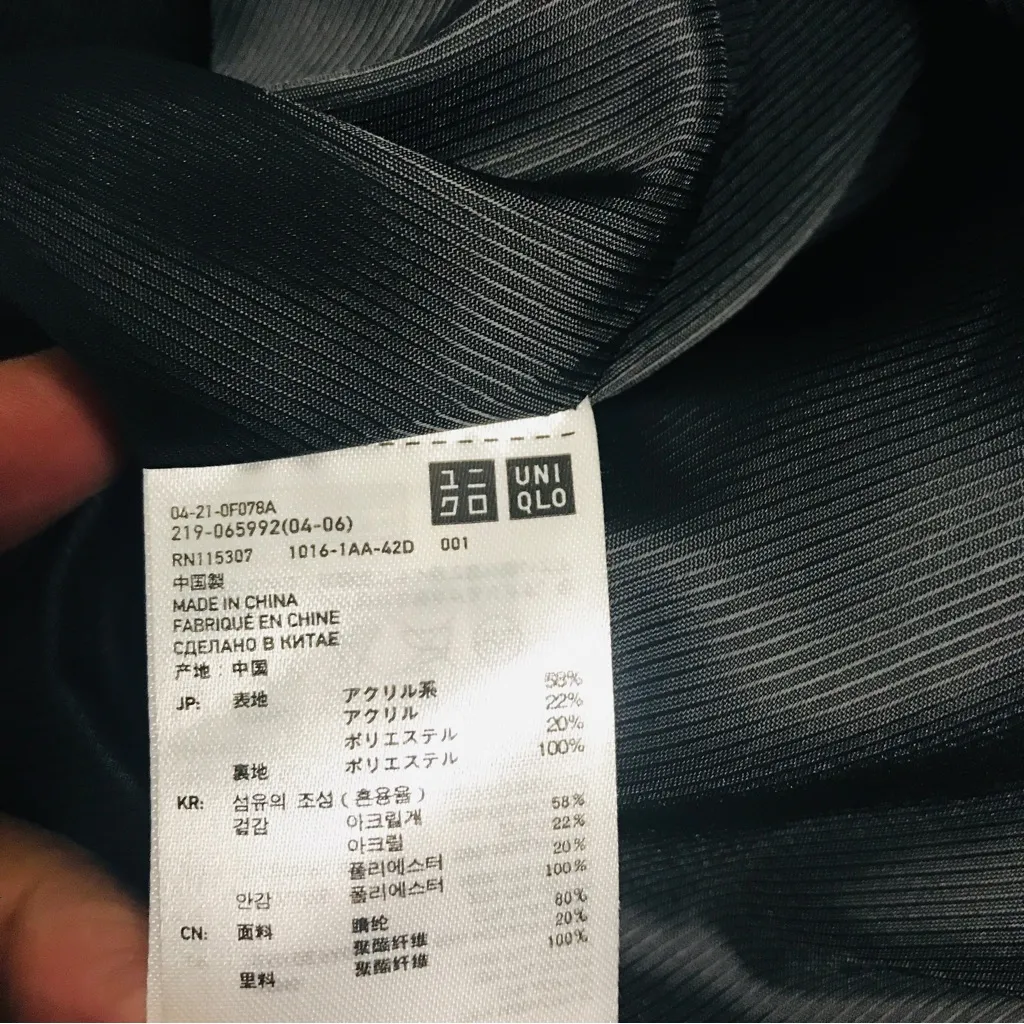 ユニクロ
UNIQLO
04-21-0F078A
219-065992(04-06)
RN115307 1016-1AA-42D 001
中国製
MADE IN CHINA
FABRIQUÉ EN CHINE
СДЕЛАНО В КИТАЕ
产地：中国
JP: 表地 アクリル系 58%
アクリル 22%
ポリエステル 20%
裏地 ポリエステル 100%
KR: 섬유의 조성 ( 혼용율 )
겉감 아크릴계 58%
아크릴 22%
폴리에스터 20%
안감 폴리에스터 100%
CN: 面料 腈纶 80%
聚酯纤维 20%
里料 聚酯纤维 100%